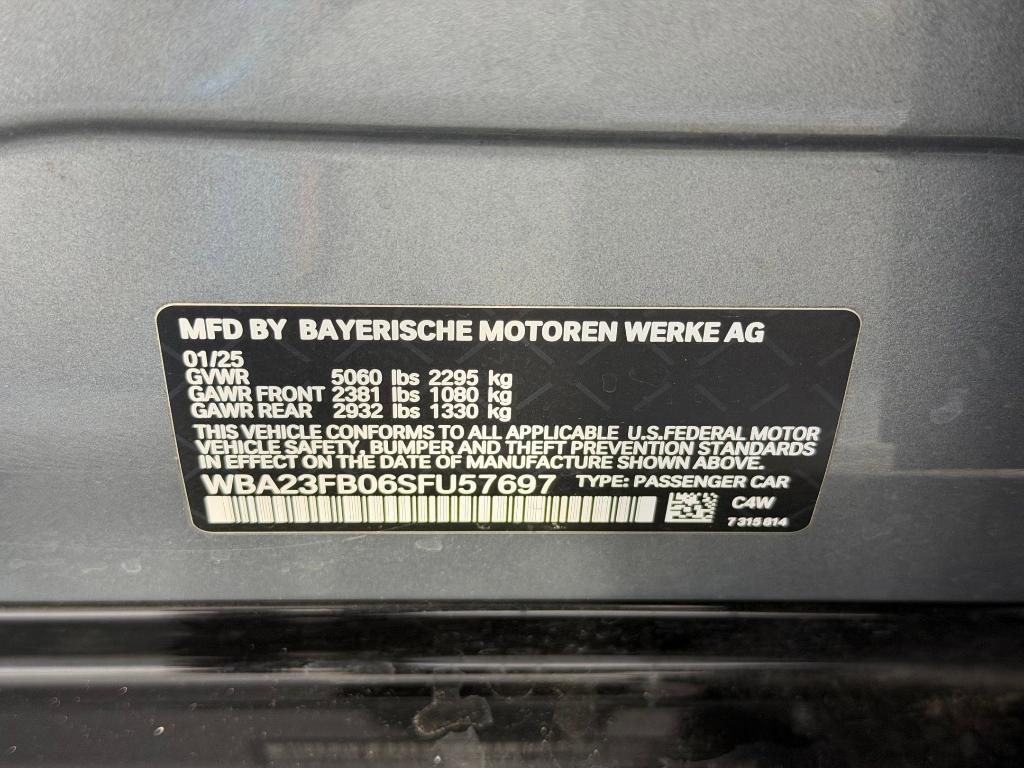 MFD BY BAYERISCHE MOTOREN WERKE AG
01/25
GVWR 5060 lbs 2295 kg
GAWR FRONT 2381 lbs 1080 kg
GAWR REAR 2932 lbs 1330 kg
THIS VEHICLE CONFORMS TO ALL APPLICABLE U.S.FEDERAL MOTOR
VEHICLE SAFETY, BUMPER AND THEFT PREVENTION STANDARDS
IN EFFECT ON THE DATE OF MANUFACTURE SHOWN ABOVE.
WBA23FB06SFU57697 TYPE: PASSENGER CAR
C4W
7 315 814